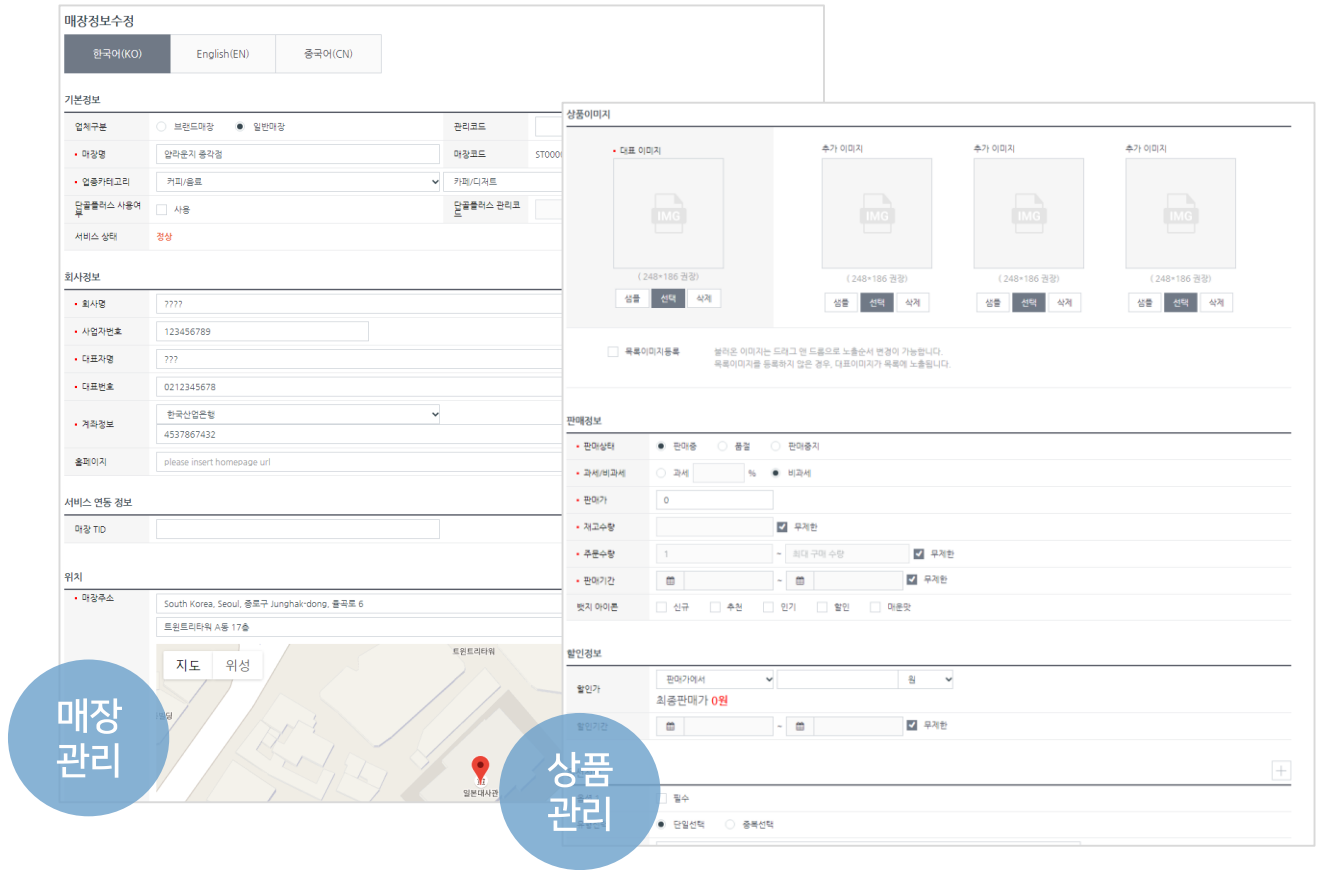 매장정보수정
한국어(KO) English(EN) 중국어(CN)
기본정보
업체구분 브랜드매장 일반매장 관리코드
• 매장명 얍라운지 종각점 매장코드
• 업종카테고리 커피/음료 카페/디저트
단골플러스 사용여부 사용 단골플러스 관리코드
서비스 상태 정상
회사정보
• 회사명 ????
• 사업자번호 123456789
• 대표자명 ???
• 대표번호 0212345678
• 계좌정보 한국산업은행
4537867432
홈페이지 please insert homepage url
서비스 연동 정보
매장 TID
위치
• 매장주소 South Korea, Seoul, 종로구 Junghak-dong, 율곡로 6
트윈트리타워 A동 17층
지도 위성
트윈트리타워
일본대사관
매장
관리
상품이미지
• 대표 이미지 추가 이미지 추가 이미지 추가 이미지
IMG IMG IMG IMG
( 248*186 권장) ( 248*186 권장) ( 248*186 권장) ( 248*186 권장)
샘플 선택 삭제 샘플 선택 삭제 샘플 선택 삭제 샘플 선택 삭제
목록이미지등록 불러온 이미지는 드래그 앤 드롭으로 노출순서 변경이 가능합니다.
목록이미지를 등록하지 않은 경우, 대표이미지가 목록에 노출됩니다.
판매정보
• 판매상태 판매중 품절 판매중지
• 과세/비과세 과세 % 비과세
• 판매가 0
• 재고수량 무제한
• 주문수량 1 ~ 최대 구매 수량 무제한
• 판매기간 ~ 무제한
뱃지 아이콘 신규 추천 인기 할인 매운맛
할인정보
할인가 판매가에서 원
최종판매가 0원
할인기간 ~ 무제한
필수
단일선택 중복선택
상품
관리